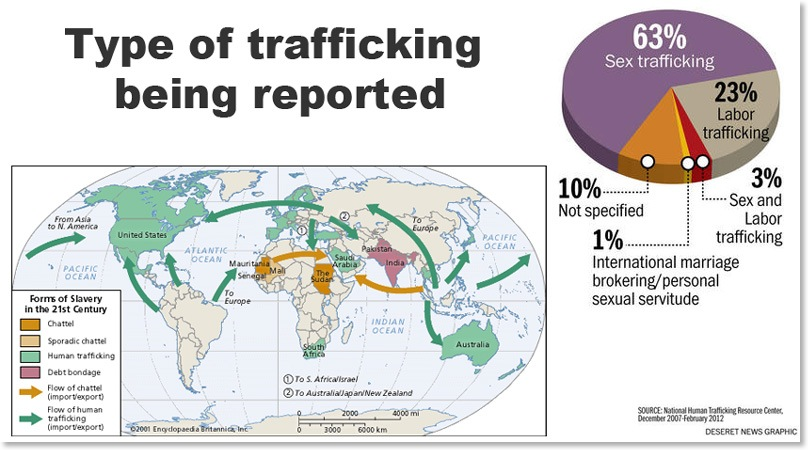 Type of trafficking
being reported
63%
Sex trafficking
23%
Labor
trafficking
10%
Not specified
3%
Sex and
Labor
trafficking
1%
International marriage
brokering/personal
sexual servitude
From Asia
to N. America
United States
PACIFIC
OCEAN
ATLANTIC
OCEAN
To
Europe
Mauritania
Senegal
Mali
The
Sudan
Saudi
Arabia
Pakistan
India
To
Europe
PACIFIC
OCEAN
INDIAN
OCEAN
South
Africa
Australia
1
2
1 To S. Africa/Israel
2 To Australia/Japan/New Zealand
Forms of Slavery
in the 21st Century
Chattel
Sporadic chattel
Human trafficking
Debt bondage
Flow of chattel
(import/export)
Flow of human
trafficking
(import/export)
0 2000 4000 mi
0 3000 6000 km
©2001 Encyclopaedia Britannica, Inc.
SOURCE: National Human Trafficking Resource Center,
December 2007-February 2012
DESERET NEWS GRAPHIC